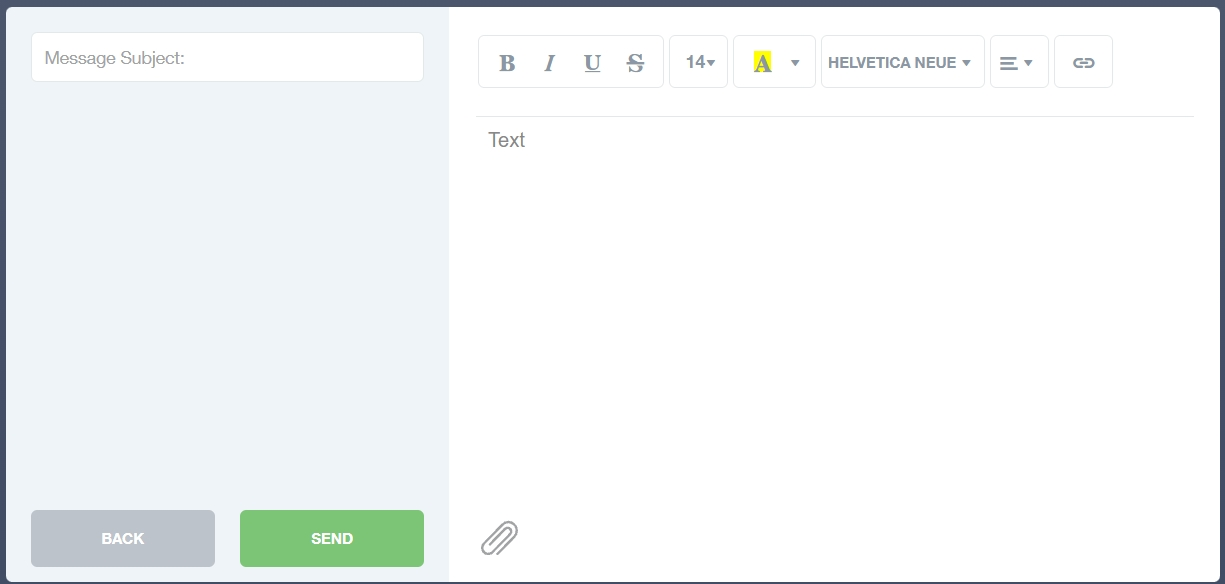 Message Subject:
B I U S 14 A HELVETICA NEUE
Text
BACK SEND